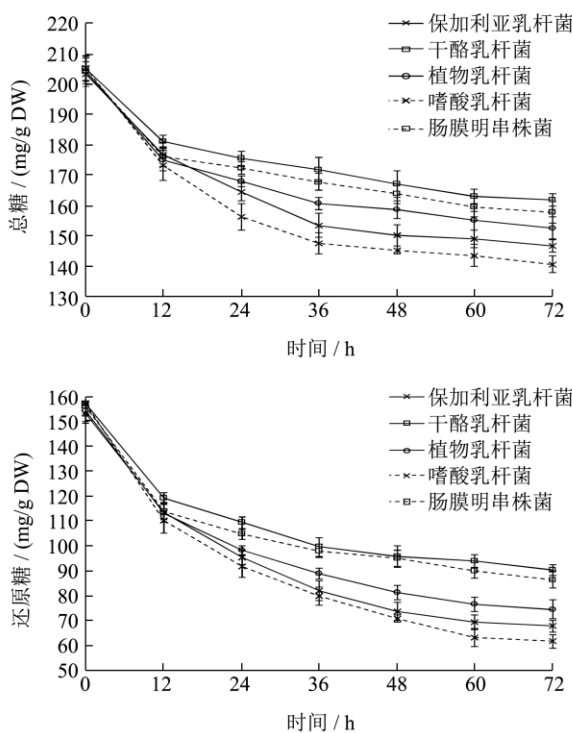 220
210
200
190
180
170
160
150
140
130
总糖 / (mg/g DW)
保加利亚乳杆菌
干酪乳杆菌
植物乳杆菌
嗜酸乳杆菌
肠膜明串珠菌
0 12 24 36 48 60 72
时间 / h
160
150
140
130
120
110
100
90
80
70
60
50
还原糖 / (mg/g DW)
保加利亚乳杆菌
干酪乳杆菌
植物乳杆菌
嗜酸乳杆菌
肠膜明串株菌
0 12 24 36 48 60 72
时间 / h